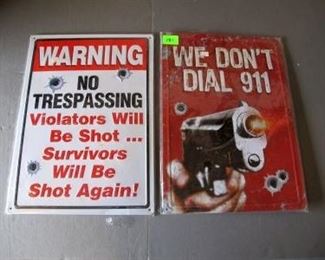 WARNING
NO
TRESPASSING
Violators Will
Be Shot ...
Survivors
Will Be
Shot Again!
WE DON'T
DIAL 911